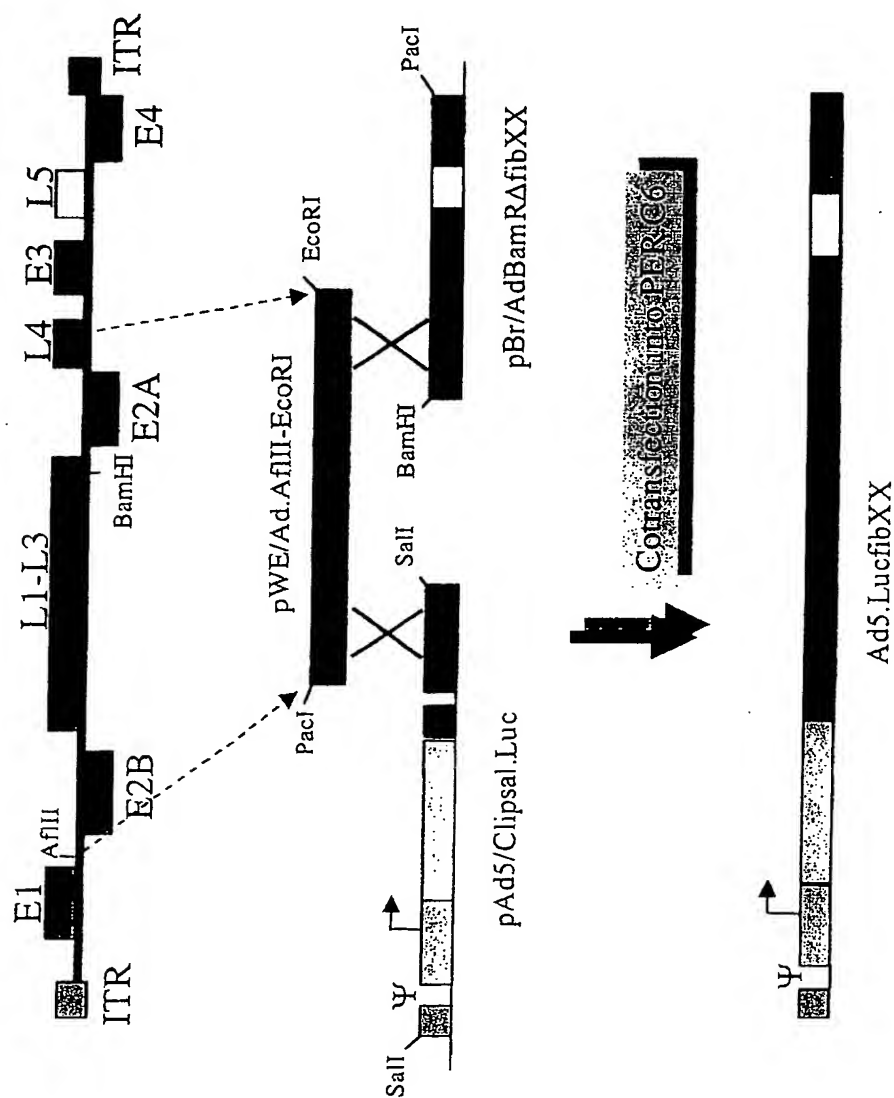 ITR
E1
AflII
E2B
L1-L3
BamHI
E2A
L4
E3
L5
E4
ITR
PacI
pWE/Ad.AflII-EcoRI
EcoRI
SalI
Ψ
pAd5/Clipsal.Luc
SalI
BamHI
pBr/AdBamRΔfibXX
PacI
Cotransfection into PER.C6
Ψ
Ad5.LucfibXX